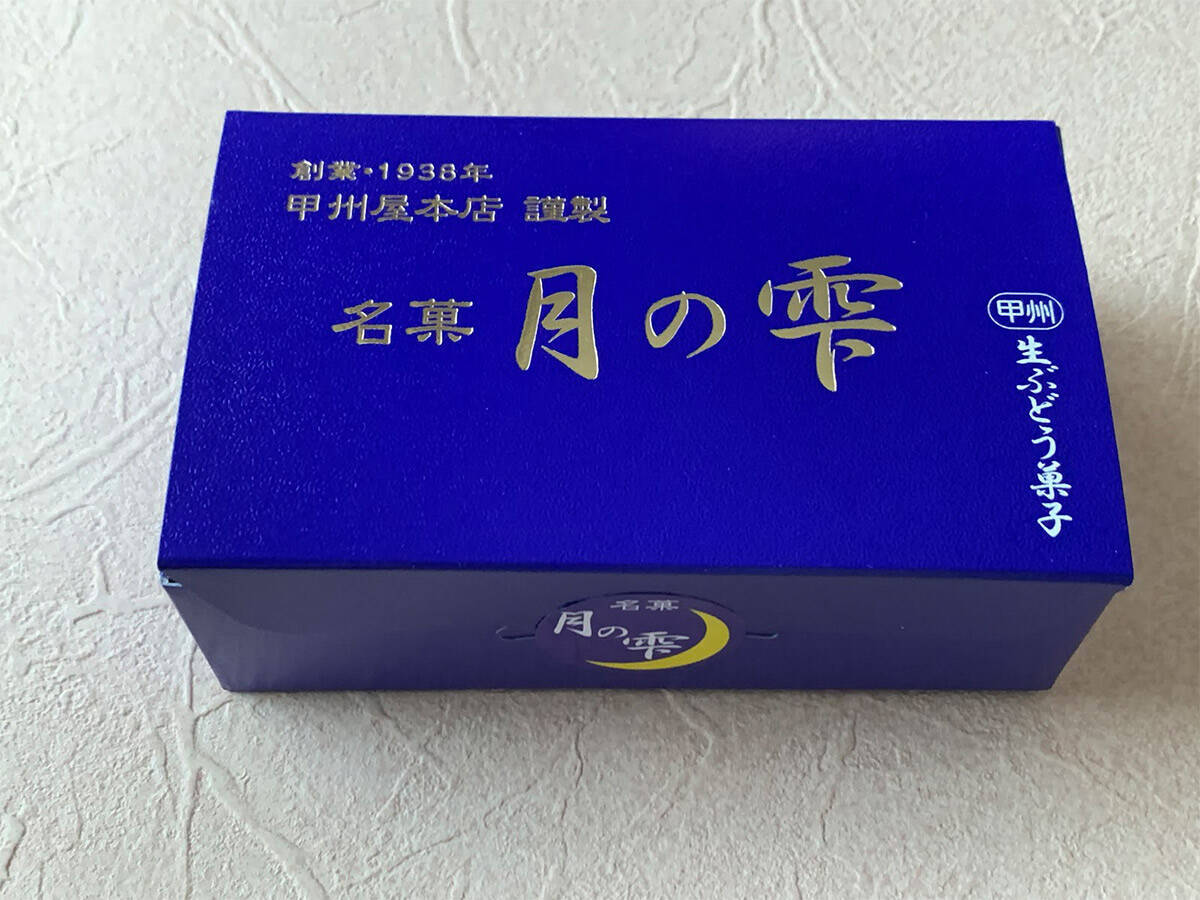 創業・1938年
甲州屋本店 謹製
名菓 月の雫
甲州
生ぶどう菓子
名菓
月の雫